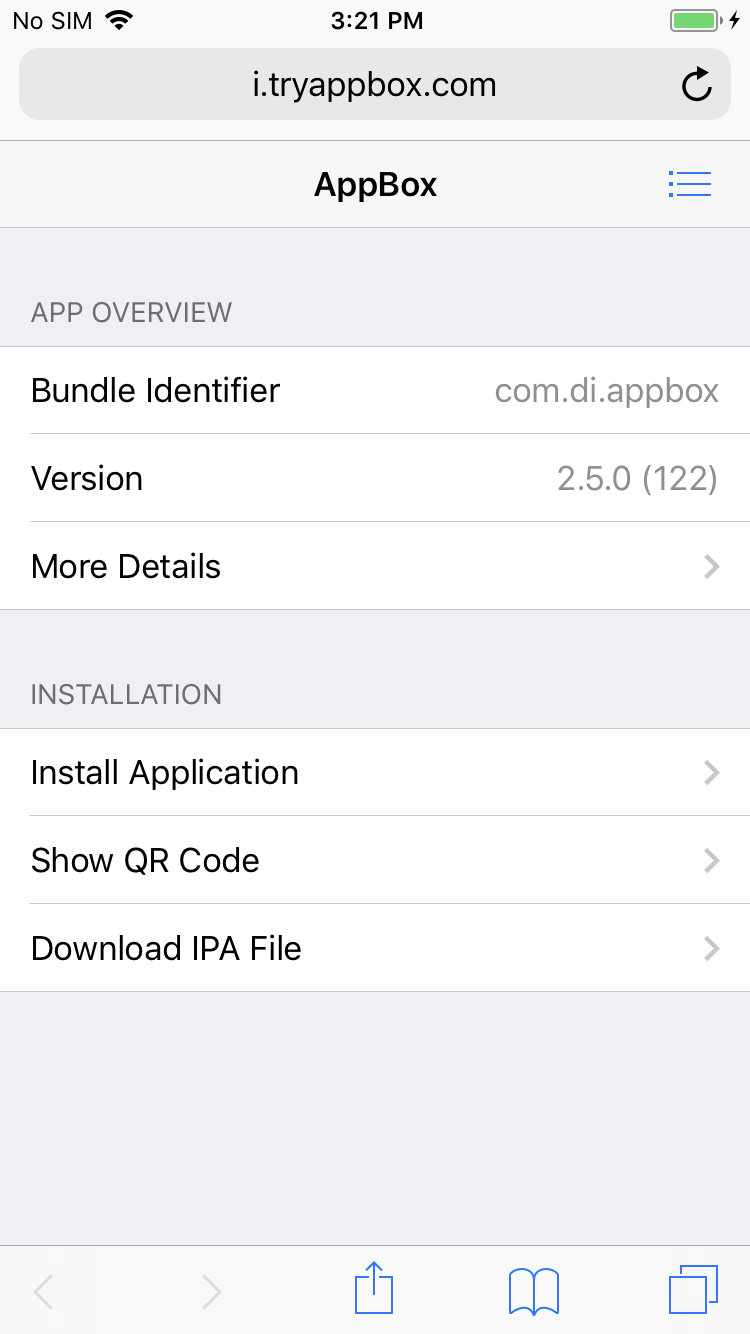 No SIM 3:21 PM
i.tryappbox.com
AppBox
APP OVERVIEW
Bundle Identifier com.di.appbox
Version 2.5.0 (122)
More Details
INSTALLATION
Install Application
Show QR Code
Download IPA File